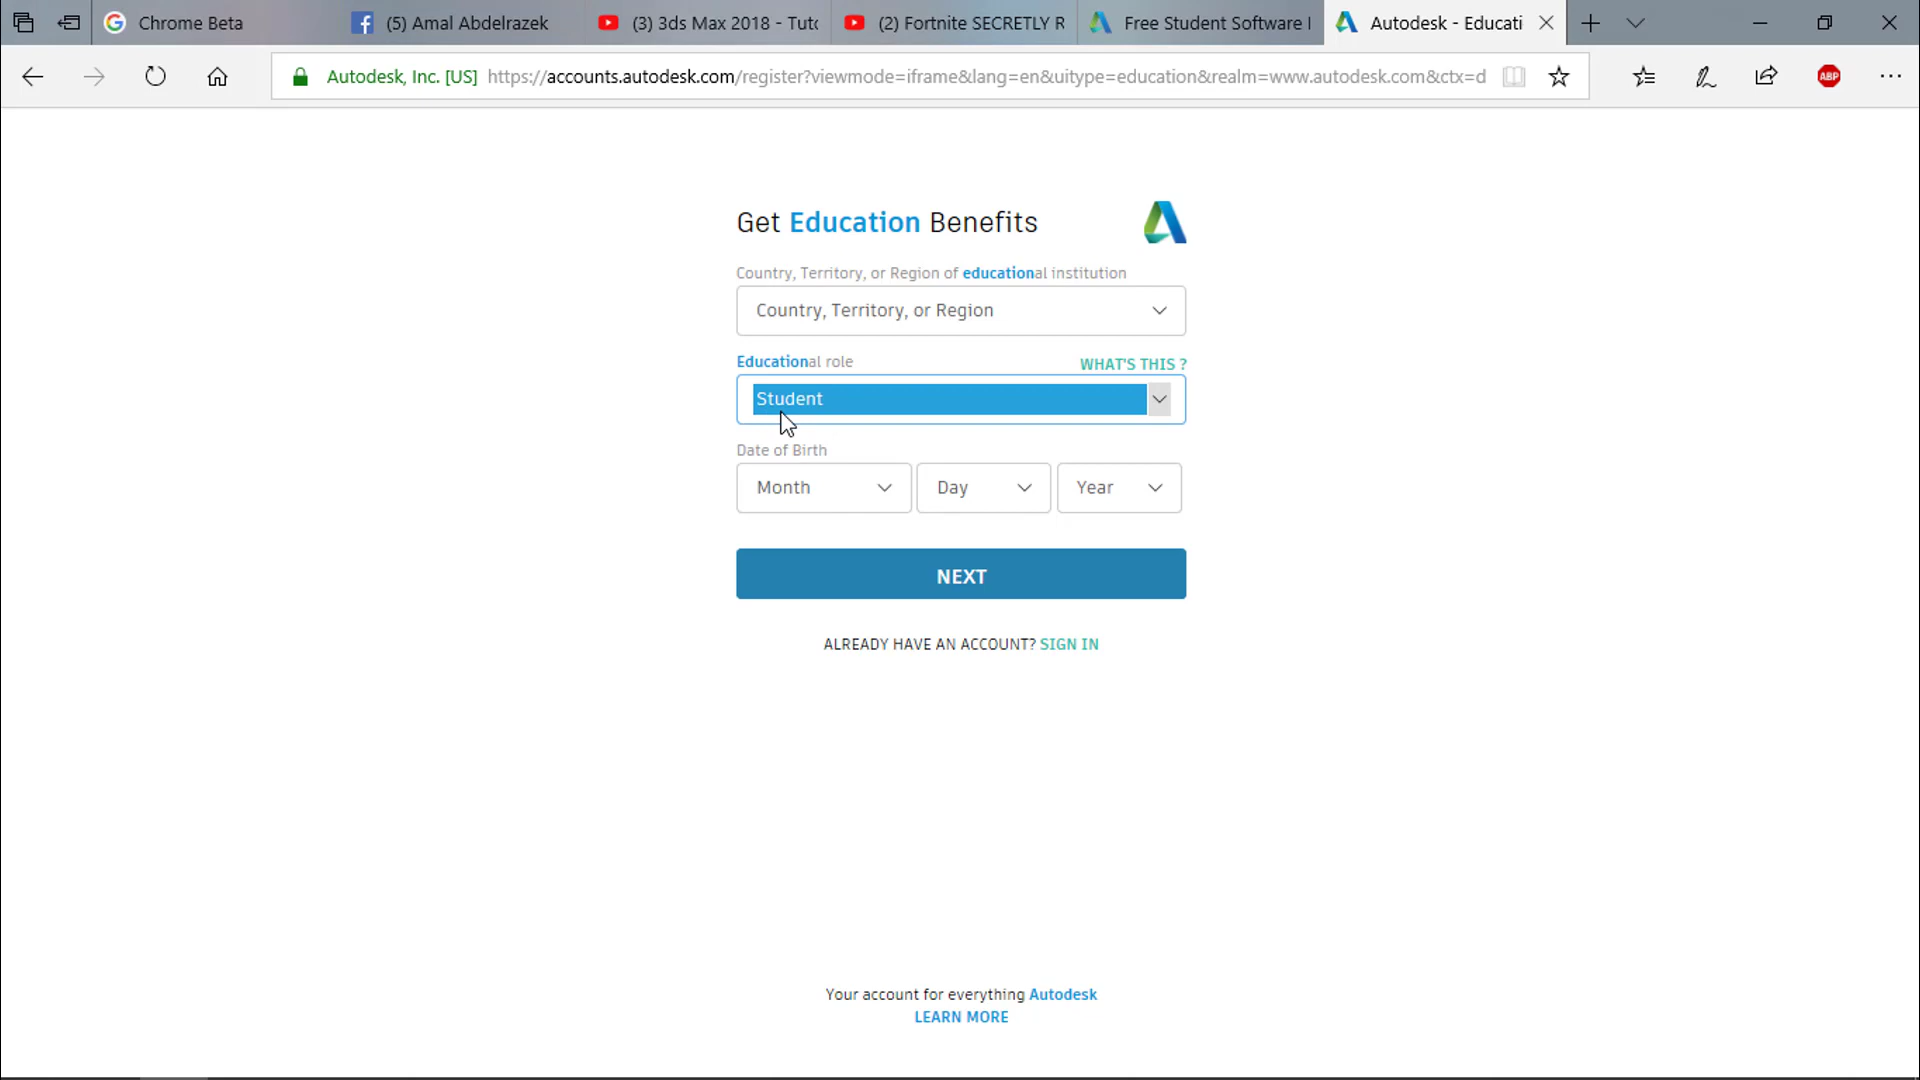 Chrome Beta (5) Amal Abdelrazek (3) 3ds Max 2018 - Tuto (2) Fortnite SECRETLY R Free Student Software Autodesk - Educati
Autodesk, Inc. [US] https://accounts.autodesk.com/register?viewmode=iframe&lang=en&uitype=education&realm=www.autodesk.com&ctx=d
ABP
Get Education Benefits
Country, Territory, or Region of educational institution
Country, Territory, or Region
Educational role WHAT'S THIS ?
Student
Date of Birth
Month Day Year
NEXT
ALREADY HAVE AN ACCOUNT? SIGN IN
Your account for everything Autodesk
LEARN MORE